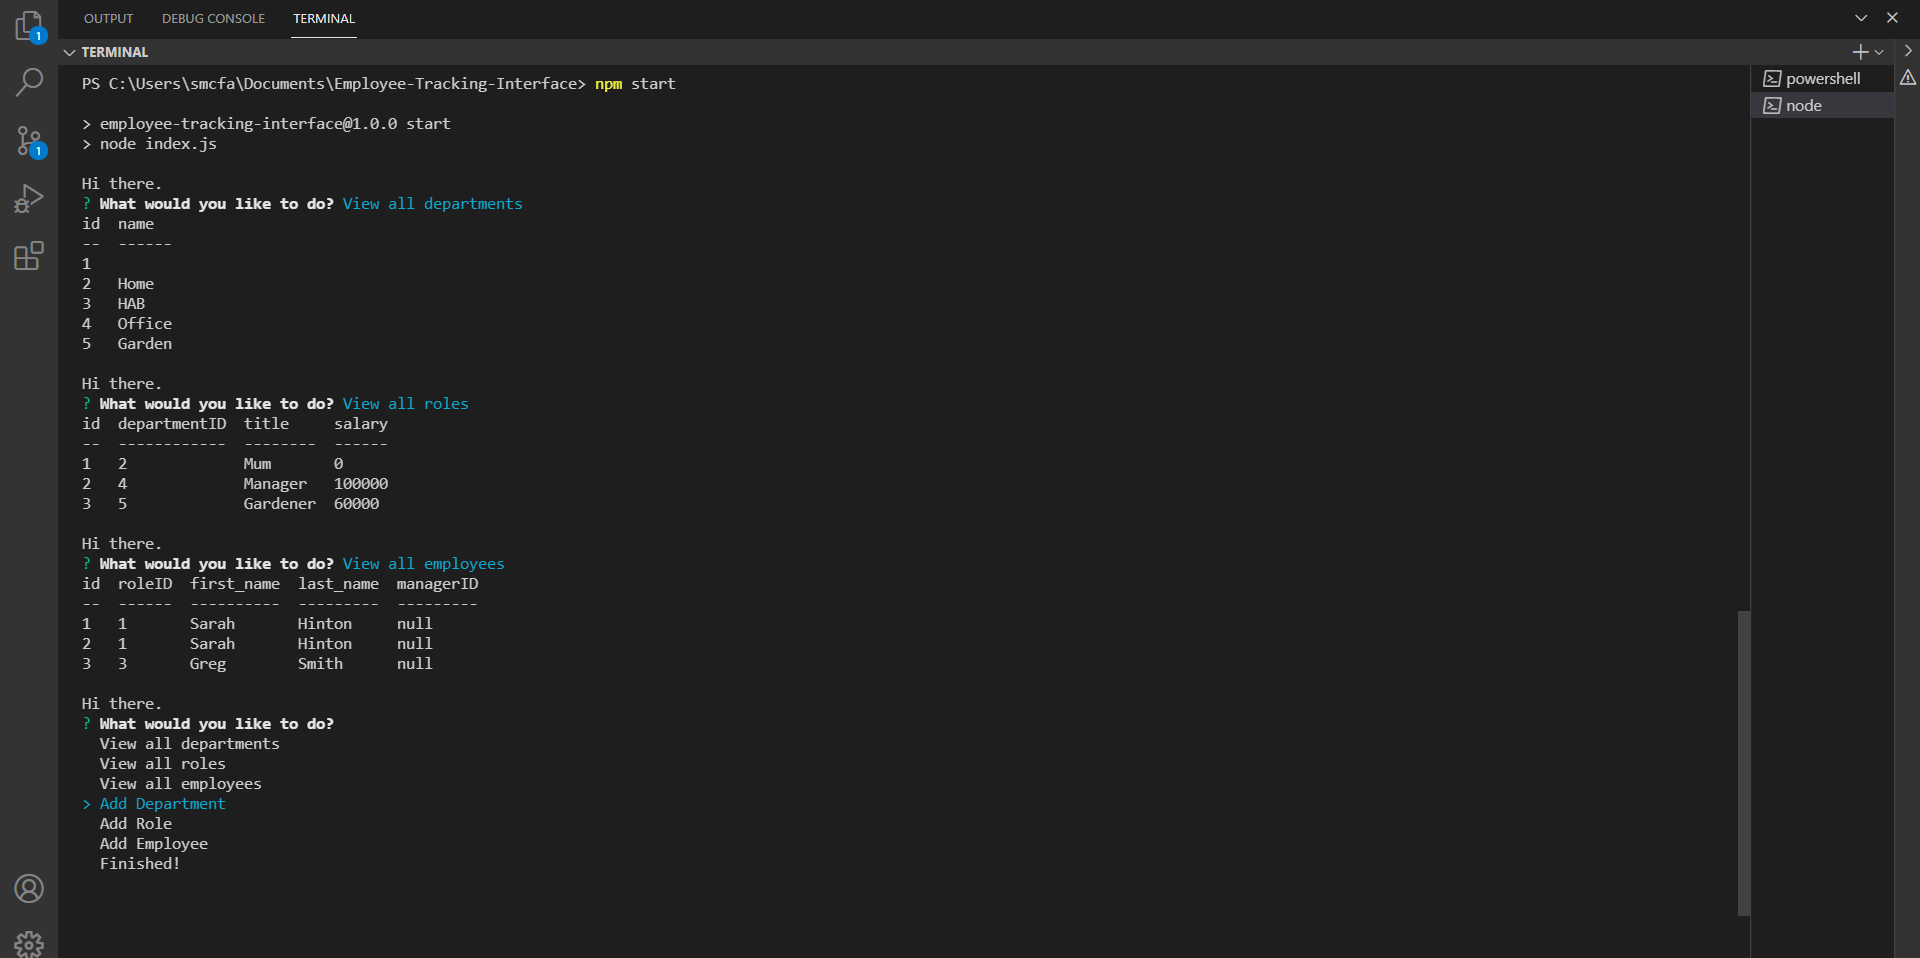 OUTPUT DEBUG CONSOLE TERMINAL
TERMINAL
1
1
PS C:\Users\smcfa\Documents\Employee-Tracking-Interface> npm start
> employee-tracking-interface@1.0.0 start
> node index.js
Hi there.
? What would you like to do? View all departments
id  name
--  ------
1
2   Home
3   HAB
4   Office
5   Garden
Hi there.
? What would you like to do? View all roles
id  departmentID  title     salary
--  ------------  --------  ------
1   2             Mum       0
2   4             Manager   100000
3   5             Gardener  60000
Hi there.
? What would you like to do? View all employees
id  roleID  first_name  last_name  managerID
--  ------  ----------  ---------  ---------
1   1       Sarah       Hinton     null
2   1       Sarah       Hinton     null
3   3       Greg        Smith      null
Hi there.
? What would you like to do?
  View all departments
  View all roles
  View all employees
> Add Department
  Add Role
  Add Employee
  Finished!
powershell
node